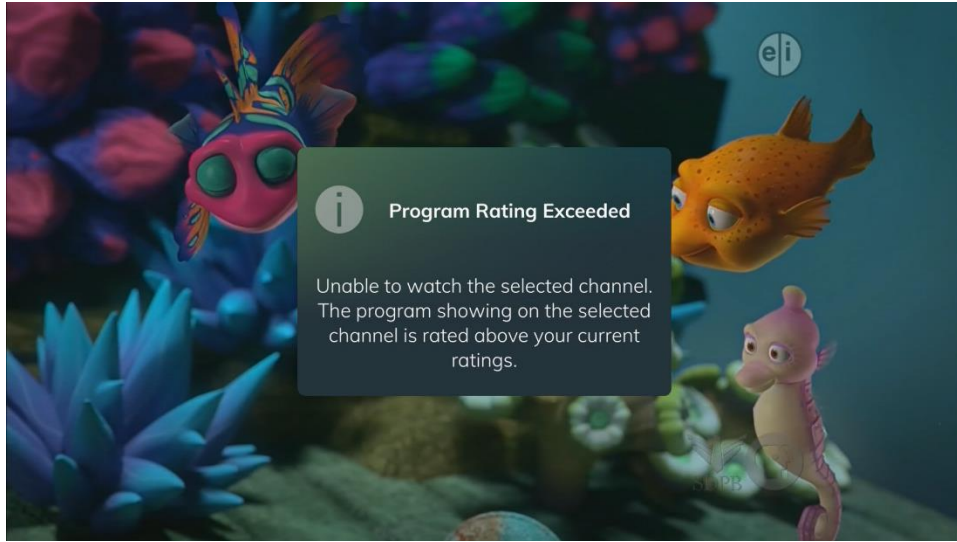 e/i
Program Rating Exceeded
Unable to watch the selected channel.
The program showing on the selected
channel is rated above your current
ratings.